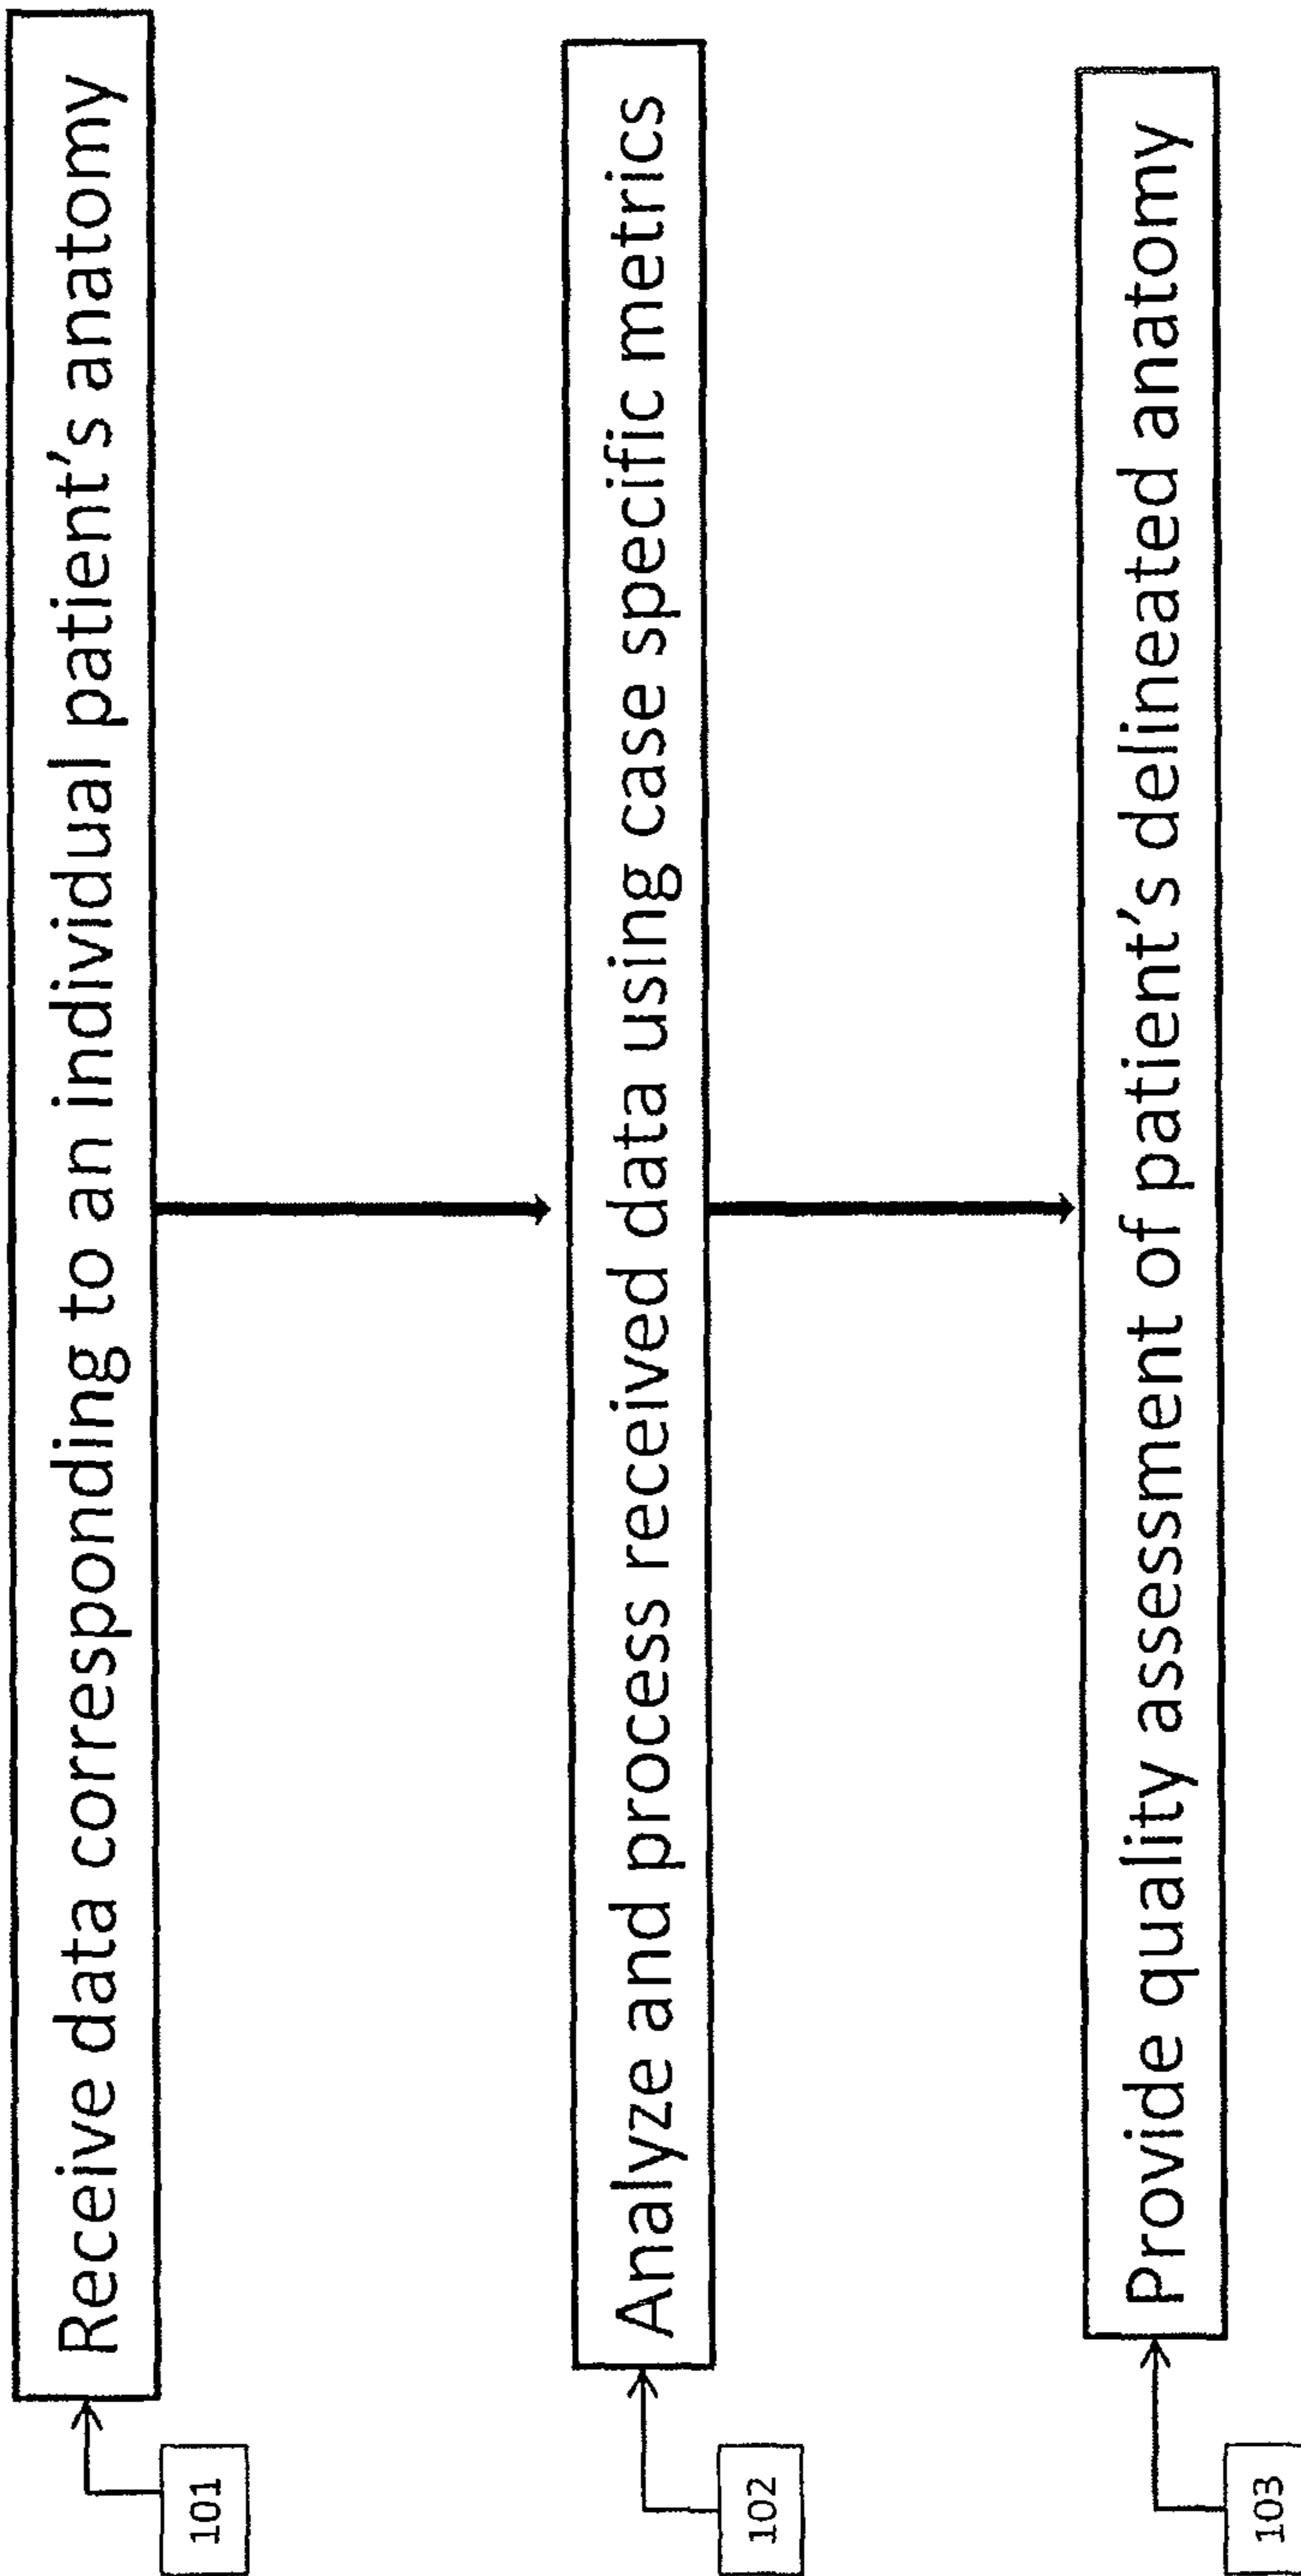 Receive data corresponding to an individual patient's anatomy
101
Analyze and process received data using case specific metrics
102
Provide quality assessment of patient's delineated anatomy
103